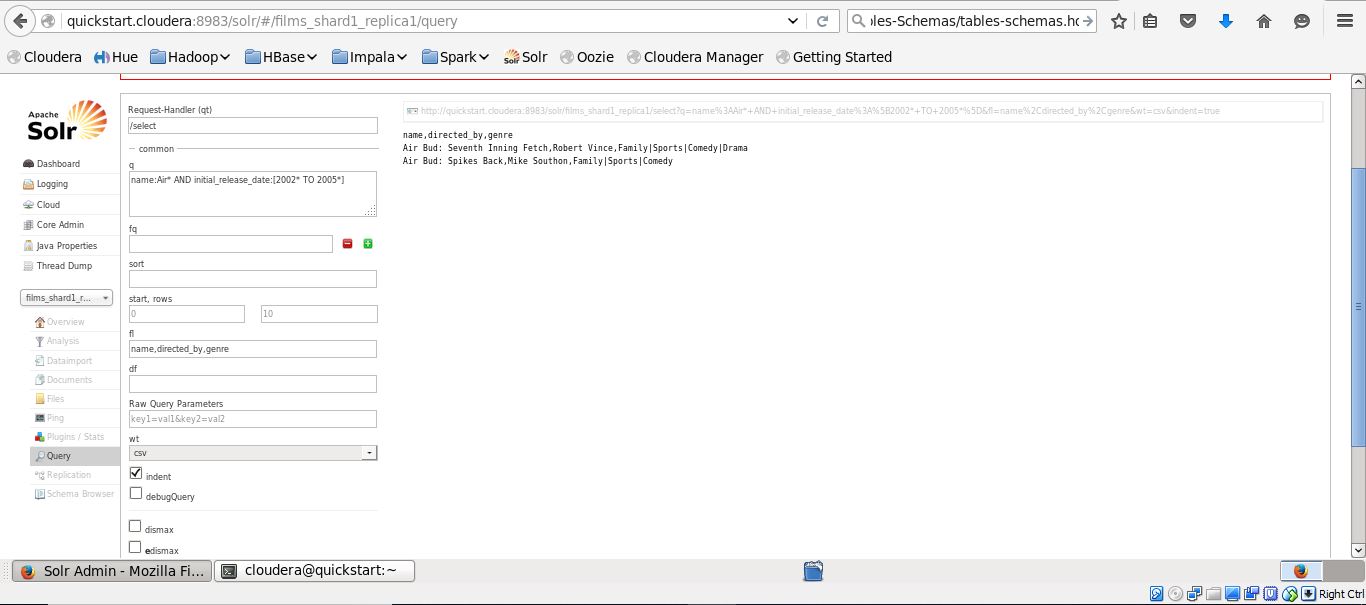 quickstart.cloudera:8983/solr/#/films_shard1_replica1/query
ples-Schemas/tables-schemas.ho
Cloudera Hue Hadoop HBase Impala Spark Solr Solr Oozie Cloudera Manager Getting Started
Apache
Solr
Dashboard
Logging
Cloud
Core Admin
Java Properties
Thread Dump
films_shard1_r...
Overview
Analysis
Dataimport
Documents
Files
Ping
Plugins / Stats
Query
Replication
Schema Browser
Request-Handler (qt)
/select
common
q
name:Air* AND initial_release_date:[2002* TO 2005*]
fq
sort
start, rows
0 10
fl
name,directed_by,genre
df
Raw Query Parameters
key1=val1&key2=val2
wt
csv
indent
debugQuery
dismax
edismax
http://quickstart.cloudera:8983/solr/films_shard1_replica1/select?q=name%3AAir*+AND+initial_release_date%3A%5B2002*+TO+2005*%5D&fl=name%2Cdirected_by%2Cgenre&wt=csv&indent=true
name,directed_by,genre
Air Bud: Seventh Inning Fetch,Robert Vince,Family|Sports|Comedy|Drama
Air Bud: Spikes Back,Mike Southon,Family|Sports|Comedy
Solr Admin - Mozilla Fi... cloudera@quickstart:~
Right Ctrl